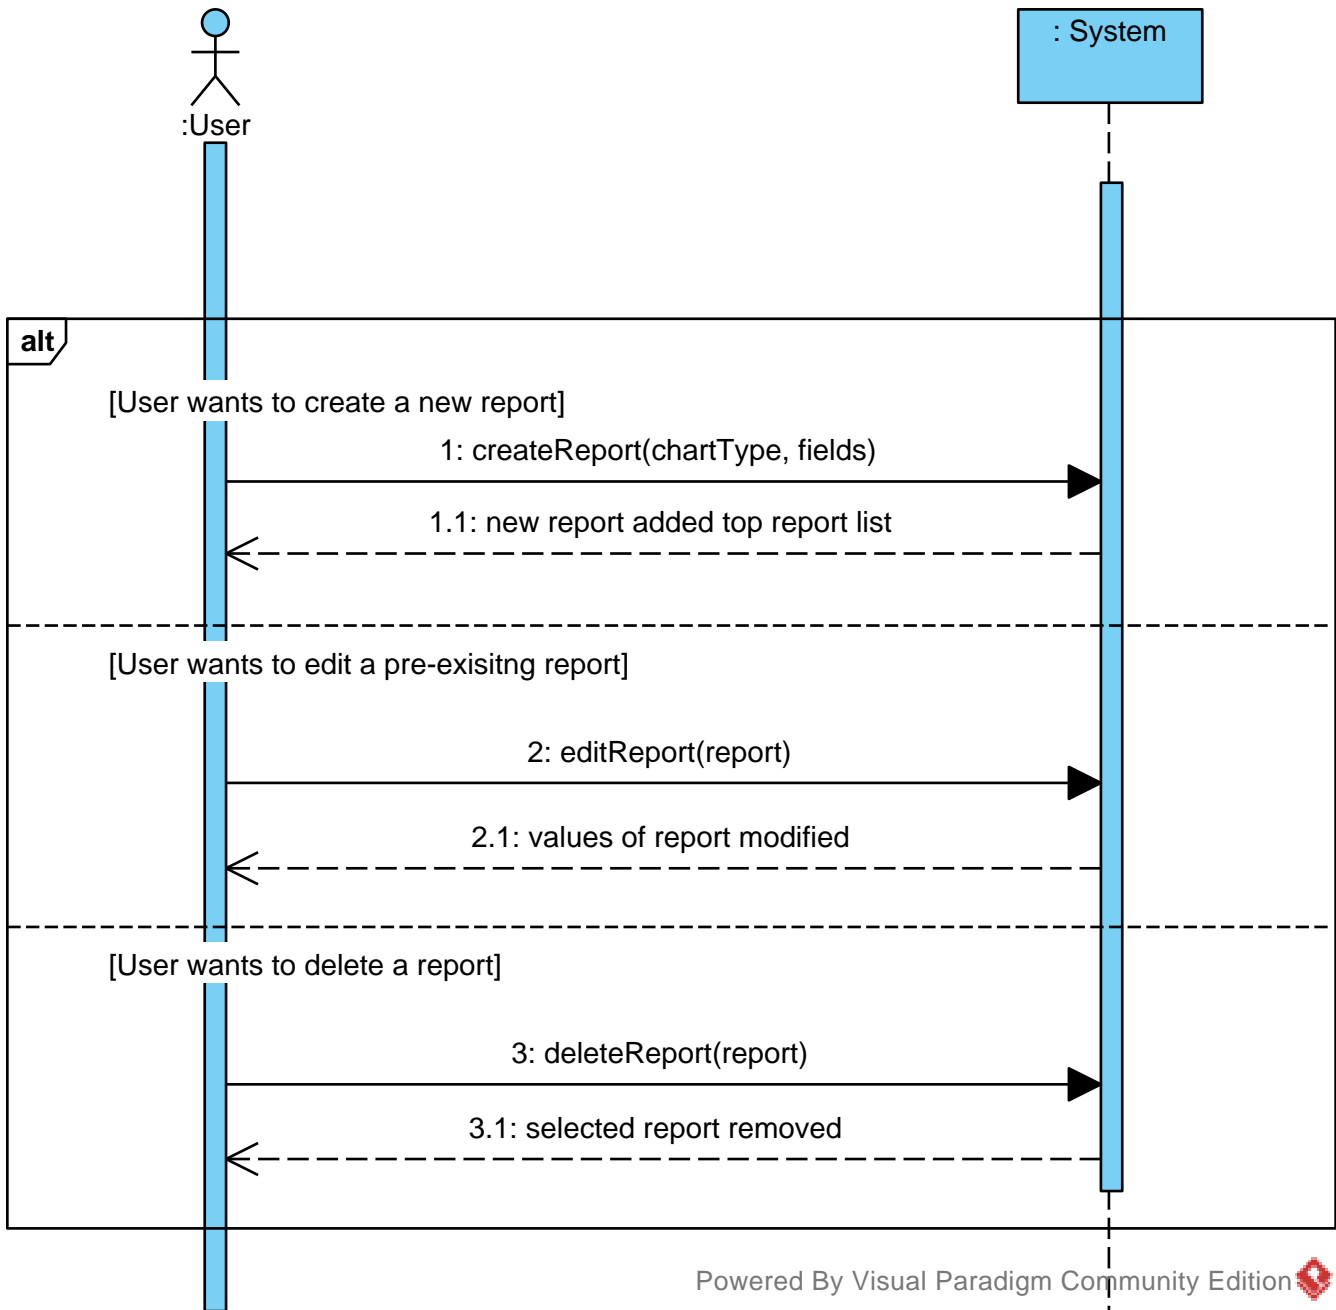 : System
:User
alt
[User wants to create a new report]
1: createReport(chartType, fields)
1.1: new report added top report list
[User wants to edit a pre-exisitng report]
2: editReport(report)
2.1: values of report modified
[User wants to delete a report]
3: deleteReport(report)
3.1: selected report removed
Powered By Visual Paradigm Community Edition